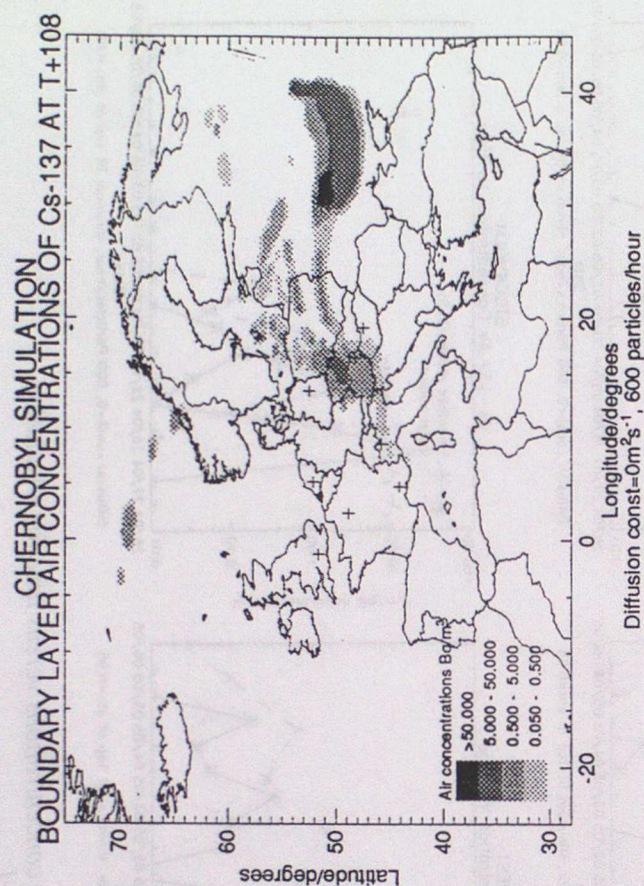 CHERNOBYL SIMULATION
BOUNDARY LAYER AIR CONCENTRATIONS OF Cs-137 AT T+108
Latitude/degrees
70
60
50
40
30
Air concentrations Bq/m³
>50.000
5.000 - 50.000
0.500 - 5.000
0.050 - 0.500
-20
0
20
40
Longitude/degrees
Diffusion const=0m²s⁻¹ 600 particles/hour